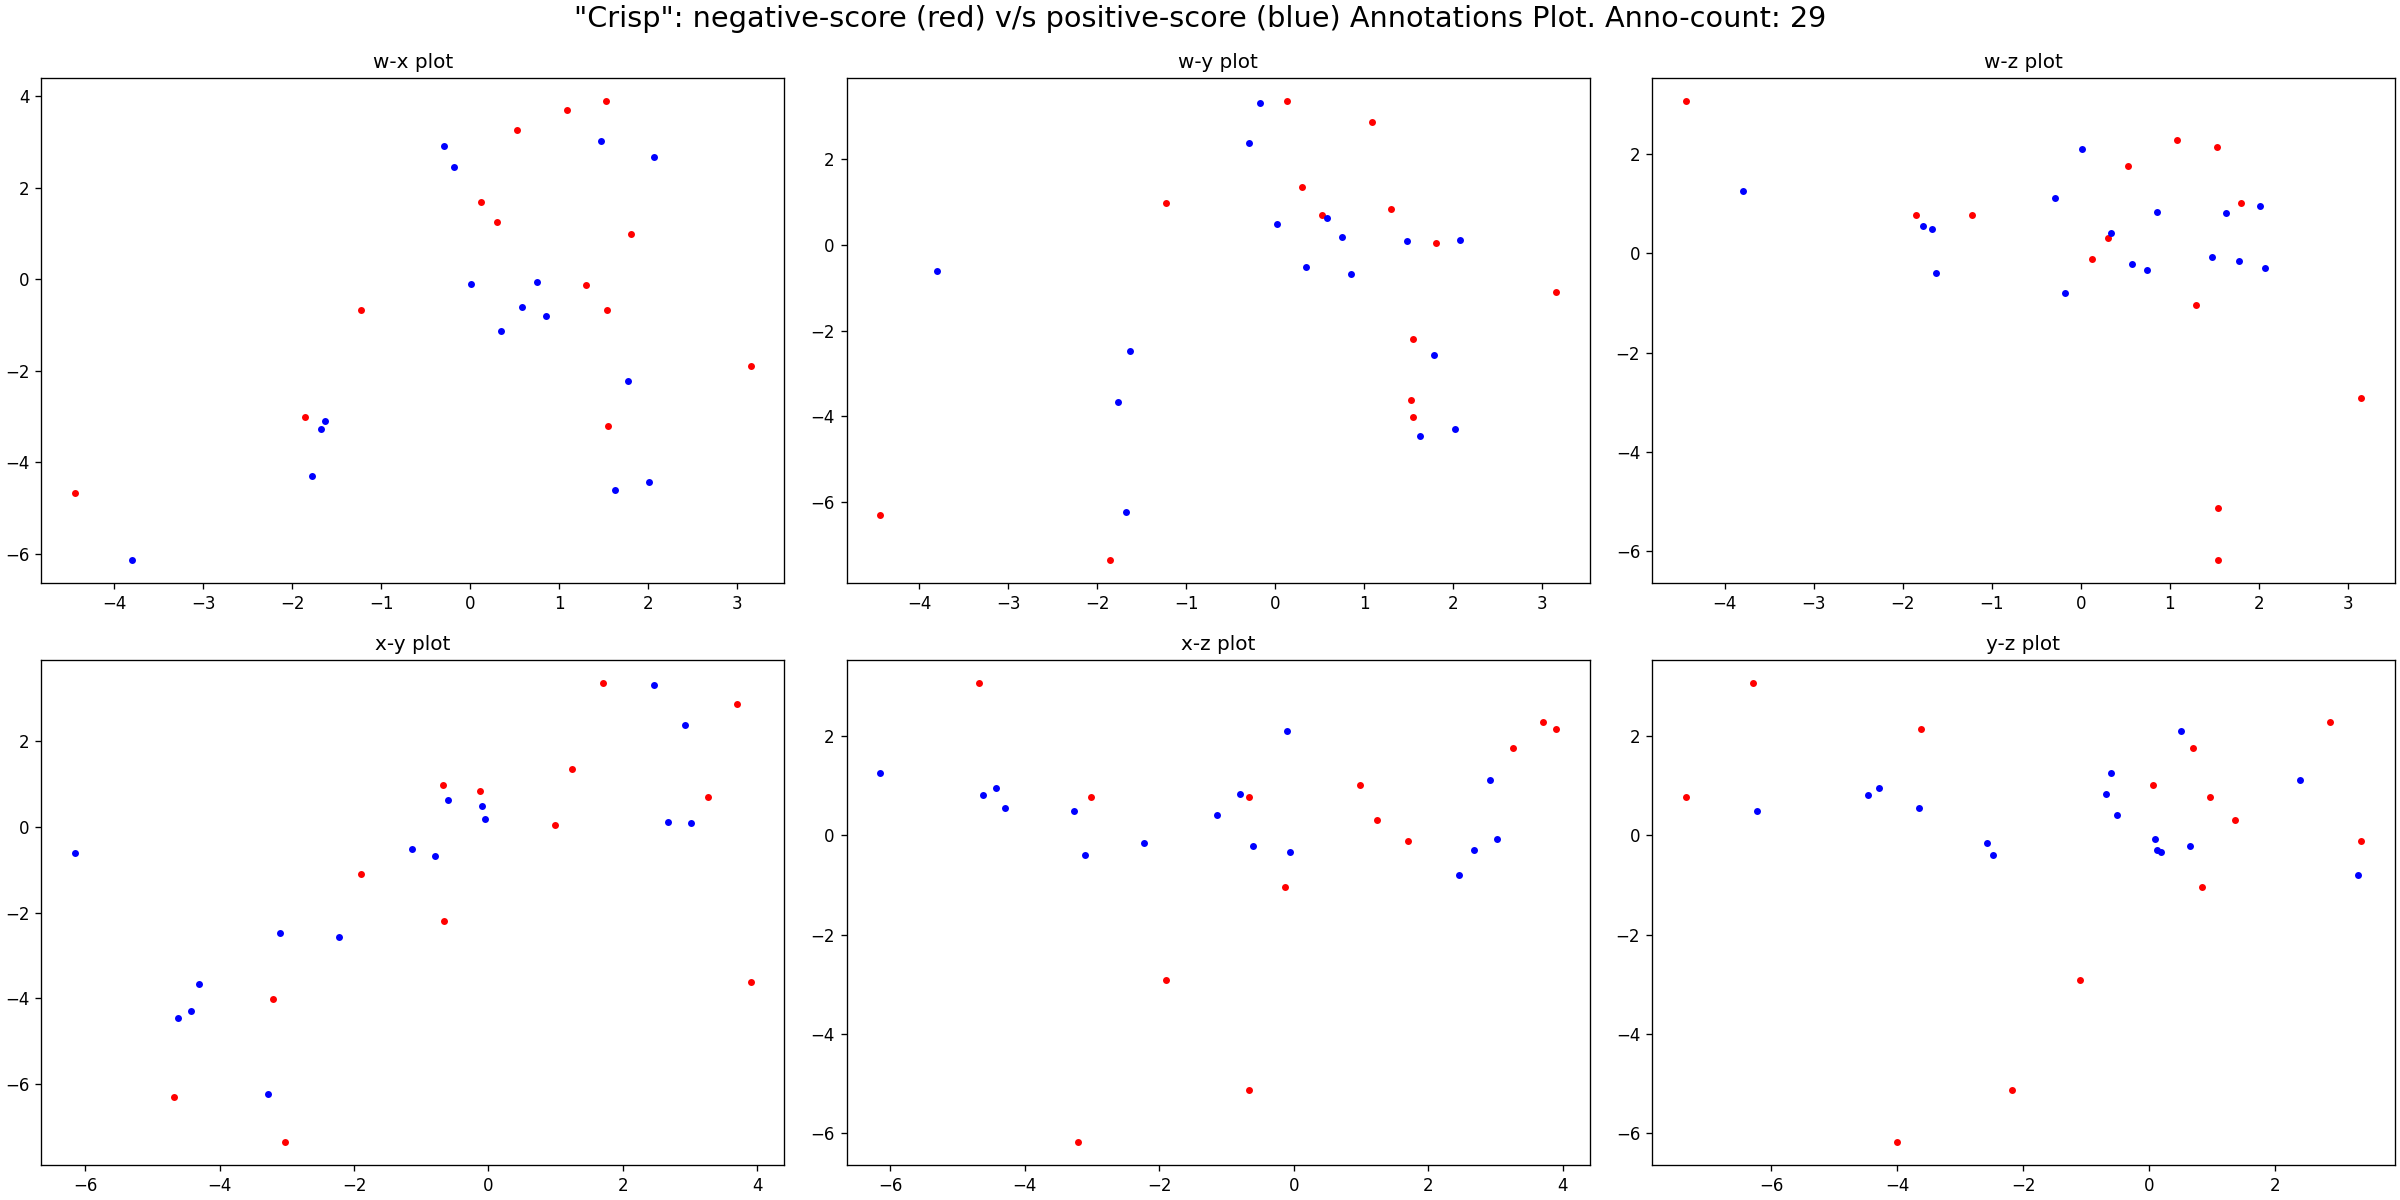 "Crisp": negative-score (red) v/s positive-score (blue) Annotations Plot. Anno-count: 29
w-x plot
4
2
0
−2
−4
−6
−4 −3 −2 −1 0 1 2 3
w-y plot
2
0
−2
−4
−6
−4 −3 −2 −1 0 1 2 3
w-z plot
2
0
−2
−4
−6
−4 −3 −2 −1 0 1 2 3
x-y plot
2
0
−2
−4
−6
−6 −4 −2 0 2 4
x-z plot
2
0
−2
−4
−6
−6 −4 −2 0 2 4
y-z plot
2
0
−2
−4
−6
−6 −4 −2 0 2